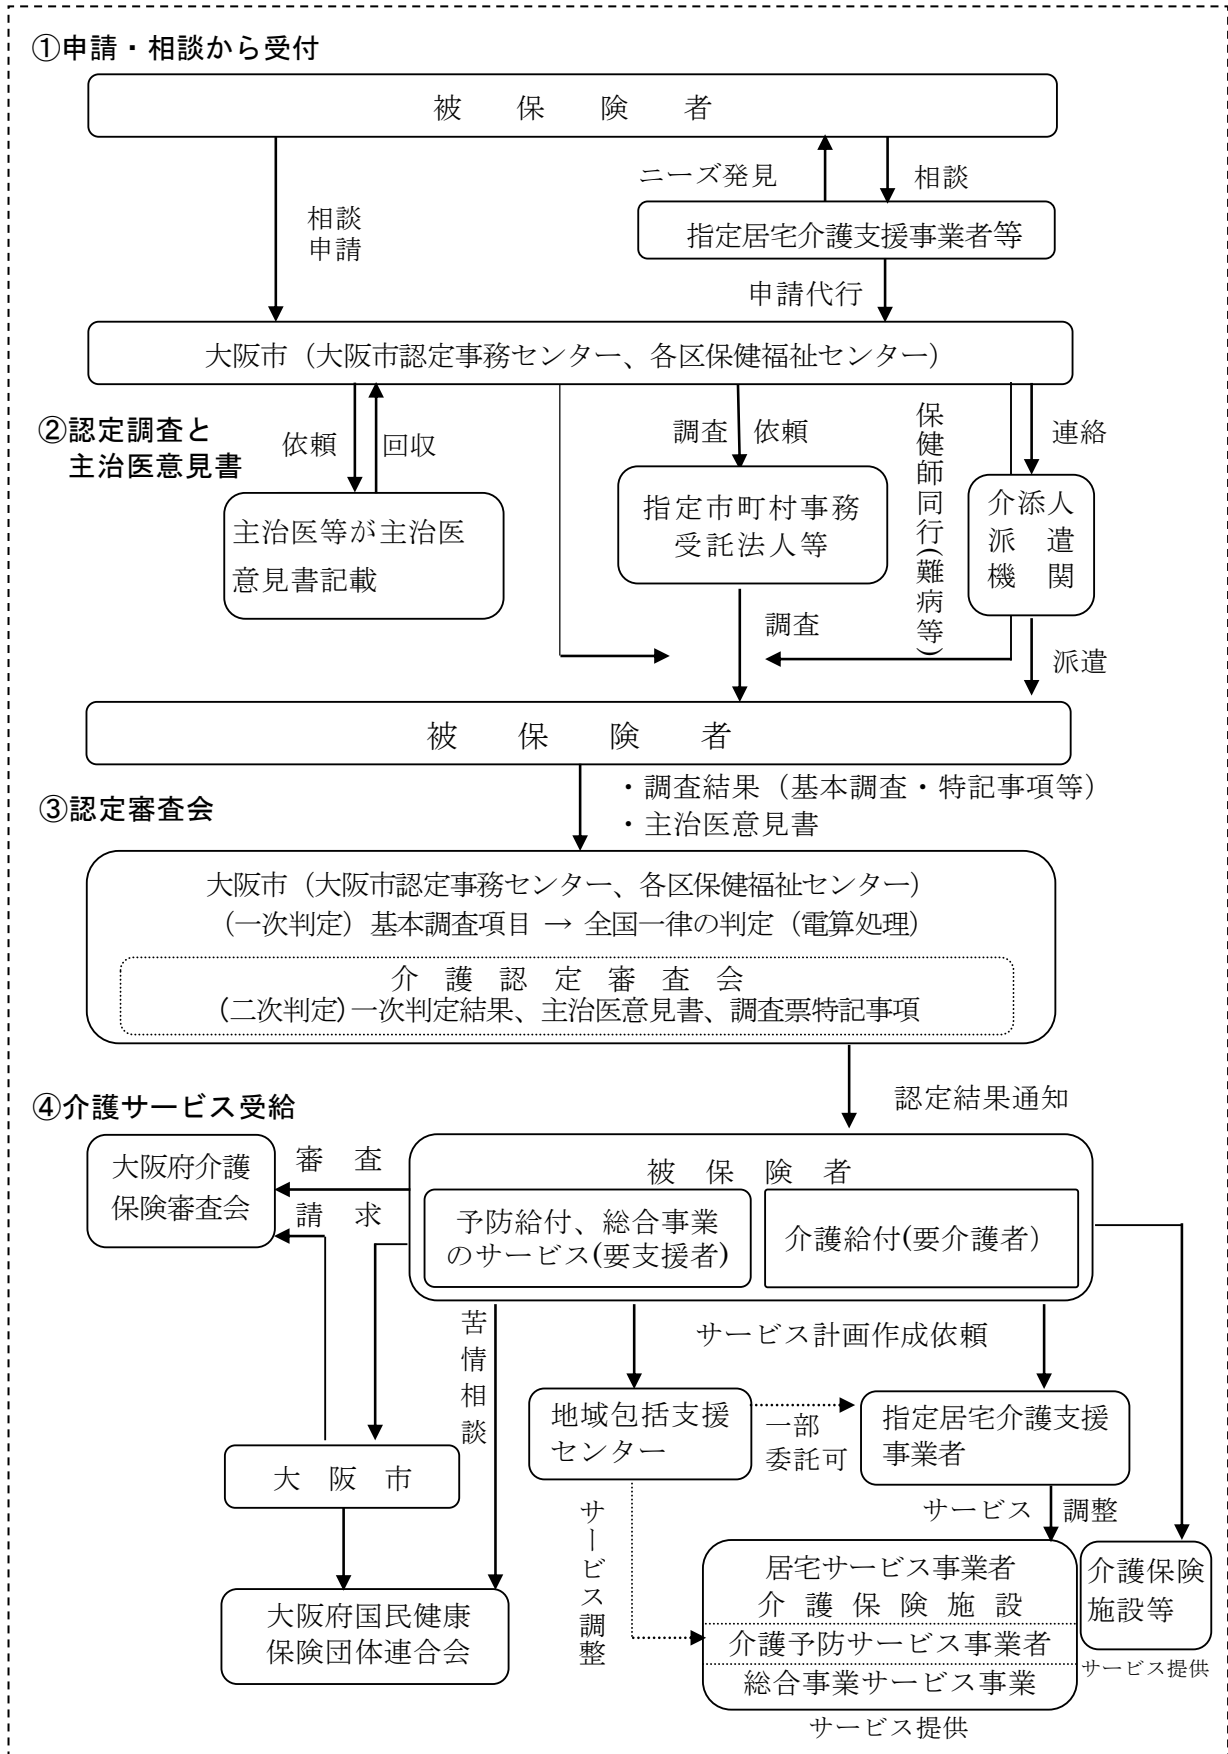 ①申請・相談から受付
被保険者
ニーズ発見
相談
相談
申請
指定居宅介護支援事業者等
申請代行
大阪市（大阪市認定事務センター、各区保健福祉センター）
②認定調査と
主治医意見書
依頼
回収
調査
依頼
保健師同行(難病等)
連絡
主治医等が主治医
意見書記載
指定市町村事務
受託法人等
介添人
派遣
機関
調査
派遣
被保険者
・調査結果（基本調査・特記事項等）
・主治医意見書
③認定審査会
大阪市（大阪市認定事務センター、各区保健福祉センター）
（一次判定）基本調査項目 → 全国一律の判定（電算処理）
介護認定審査会
(二次判定)一次判定結果、主治医意見書、調査票特記事項
認定結果通知
④介護サービス受給
大阪府介護
保険審査会
審査
請求
被保険者
予防給付、総合事業
のサービス(要支援者)
介護給付(要介護者）
苦情相談
サービス計画作成依頼
地域包括支援
センター
一部
委託可
指定居宅介護支援
事業者
大阪市
サービス調整
サービス
調整
大阪府国民健康
保険団体連合会
居宅サービス事業者
介護保険施設
介護予防サービス事業者
総合事業サービス事業
サービス提供
介護保険
施設等
サービス提供